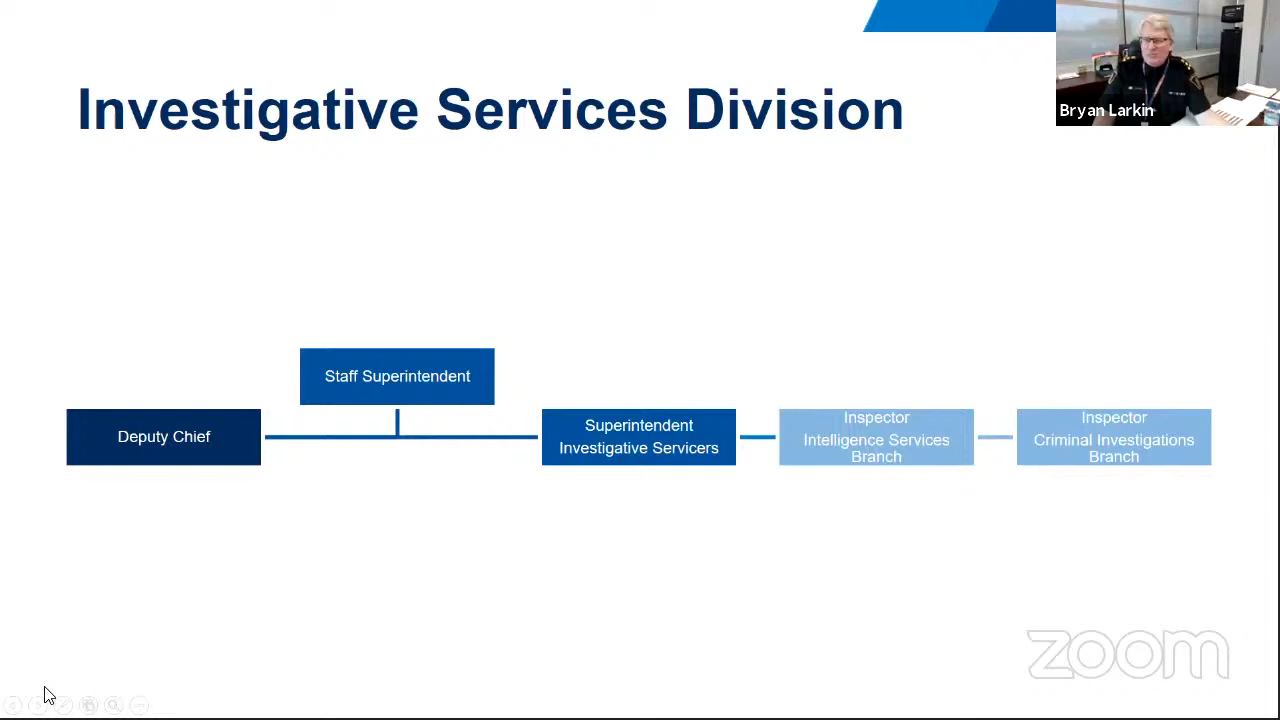 Investigative Services Division
Bryan Larkin
Staff Superintendent
Deputy Chief
Superintendent
Investigative Servicers
Inspector
Intelligence Services
Branch
Inspector
Criminal Investigations
Branch
zoom